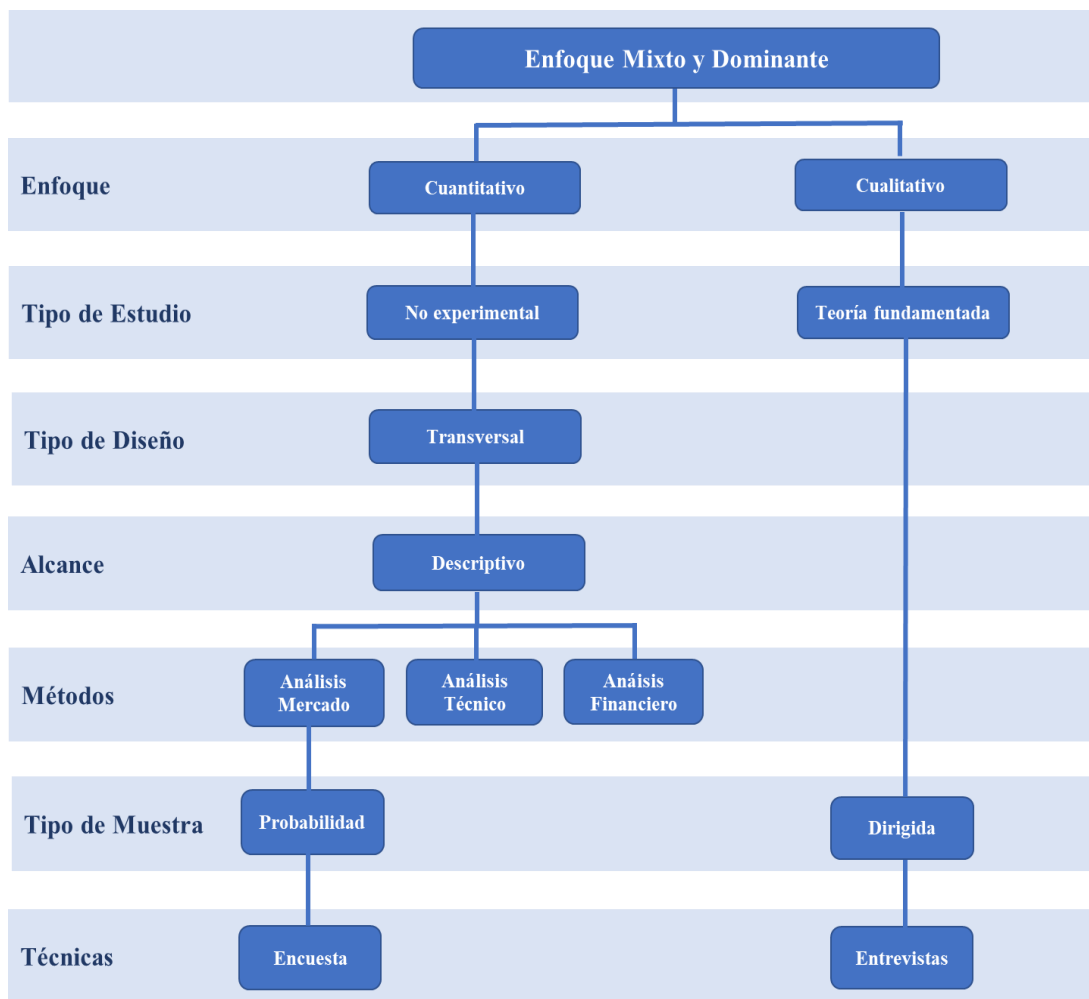 Enfoque Mixto y Dominante
Enfoque
Cuantitativo
Cualitativo
Tipo de Estudio
No experimental
Teoría fundamentada
Tipo de Diseño
Transversal
Alcance
Descriptivo
Métodos
Análisis
Mercado
Análisis
Técnico
Anáisis
Financiero
Tipo de Muestra
Probabilidad
Dirigida
Técnicas
Encuesta
Entrevistas